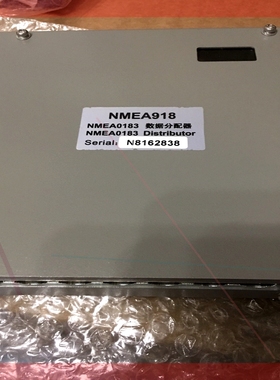 NMEA918
NMEA0183 数据分配器
NMEA0183 Distributor
Serial: N8162838